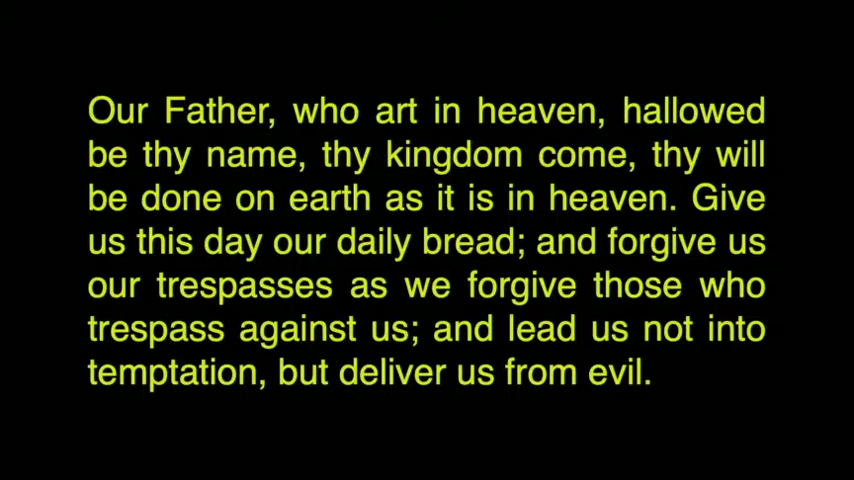 Our Father, who art in heaven, hallowed
be thy name, thy kingdom come, thy will
be done on earth as it is in heaven. Give
us this day our daily bread; and forgive us
our trespasses as we forgive those who
trespass against us; and lead us not into
temptation, but deliver us from evil.